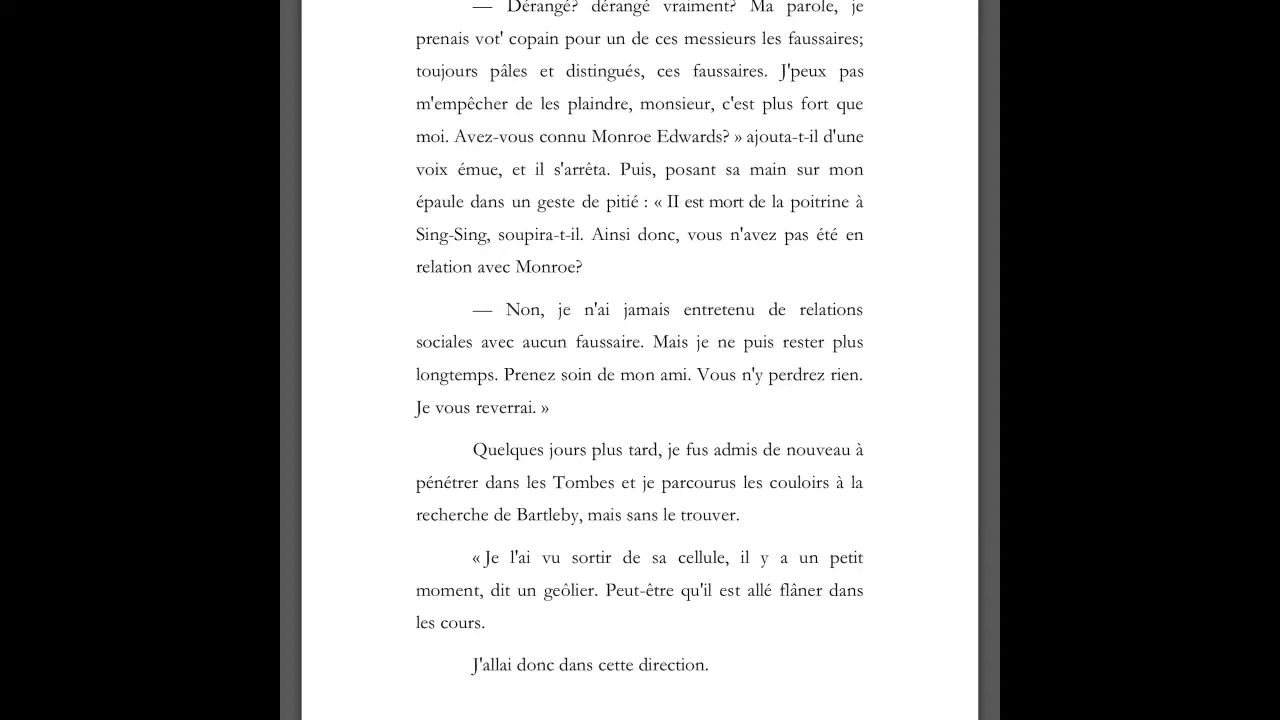 — Dérangé? dérangé vraiment? Ma parole, je
prenais vot' copain pour un de ces messieurs les faussaires;
toujours pâles et distingués, ces faussaires. J'peux pas
m'empêcher de les plaindre, monsieur, c'est plus fort que
moi. Avez-vous connu Monroe Edwards? » ajouta-t-il d'une
voix émue, et il s'arrêta. Puis, posant sa main sur mon
épaule dans un geste de pitié : « II est mort de la poitrine à
Sing-Sing, soupira-t-il. Ainsi donc, vous n'avez pas été en
relation avec Monroe?
— Non, je n'ai jamais entretenu de relations
sociales avec aucun faussaire. Mais je ne puis rester plus
longtemps. Prenez soin de mon ami. Vous n'y perdrez rien.
Je vous reverrai. »
Quelques jours plus tard, je fus admis de nouveau à
pénétrer dans les Tombes et je parcourus les couloirs à la
recherche de Bartleby, mais sans le trouver.
« Je l'ai vu sortir de sa cellule, il y a un petit
moment, dit un geôlier. Peut-être qu'il est allé flâner dans
les cours.
J'allai donc dans cette direction.